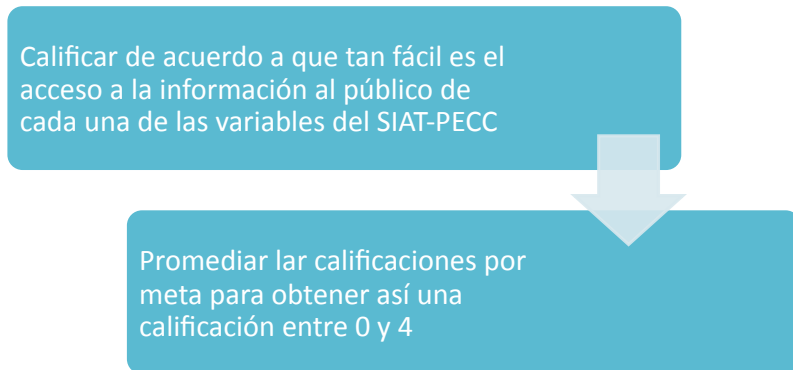 Calificar de acuerdo a que tan fácil es el
acceso a la información al público de
cada una de las variables del SIAT-PECC
Promediar lar calificaciones por
meta para obtener así una
calificación entre 0 y 4